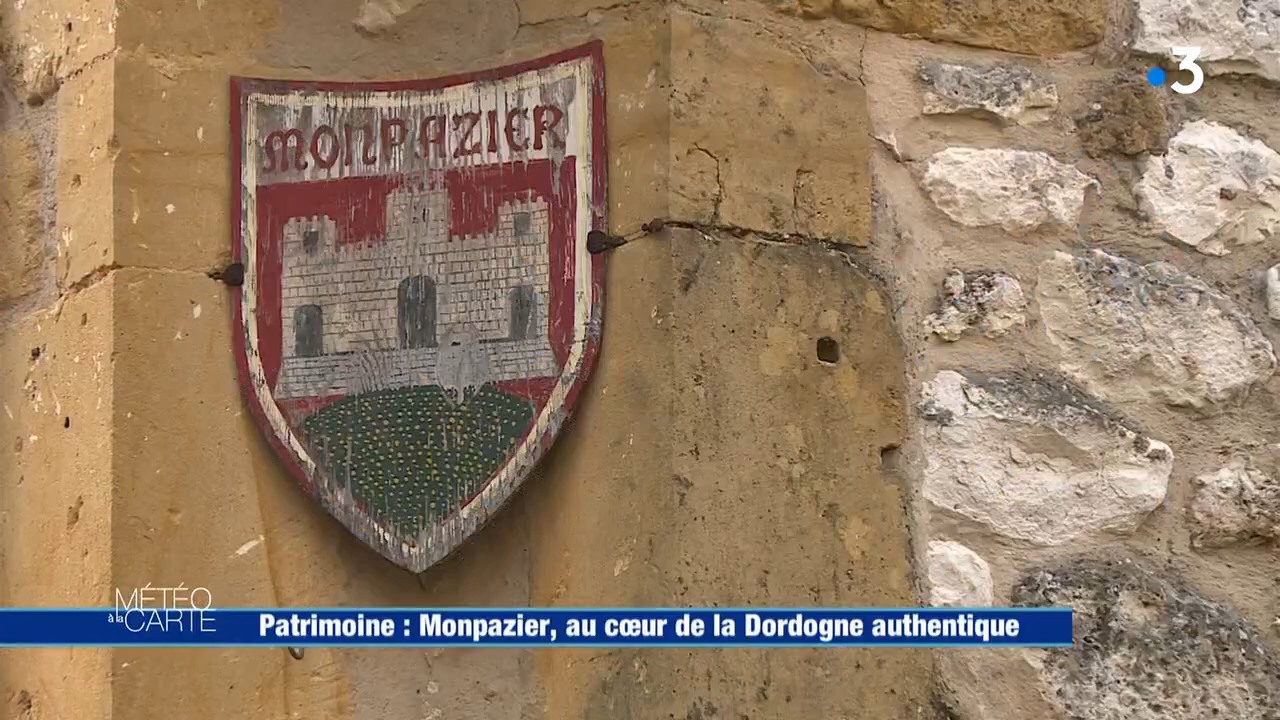 3
MONPAZIER
MÉTÉO
à la CARTE
Patrimoine : Monpazier, au cœur de la Dordogne authentique